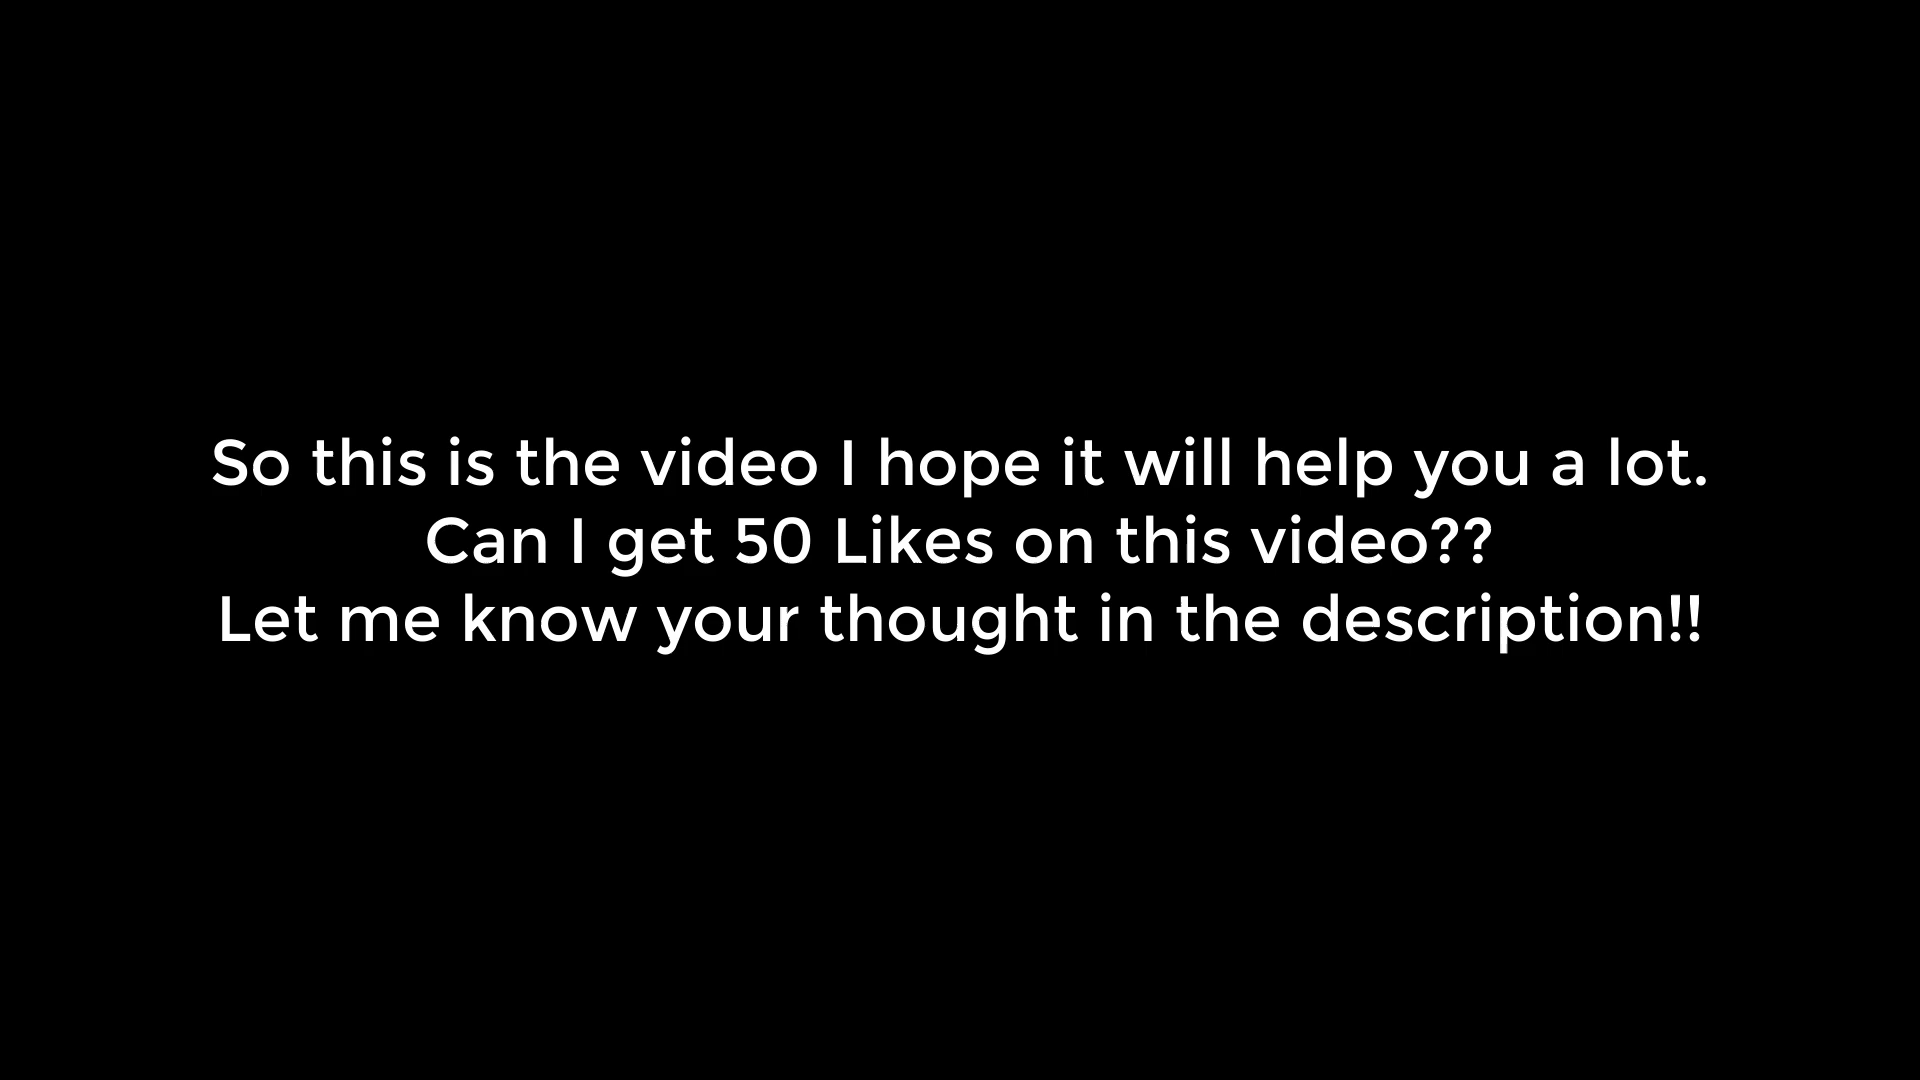 So this is the video I hope it will help you a lot.
Can I get 50 Likes on this video??
Let me know your thought in the description!!